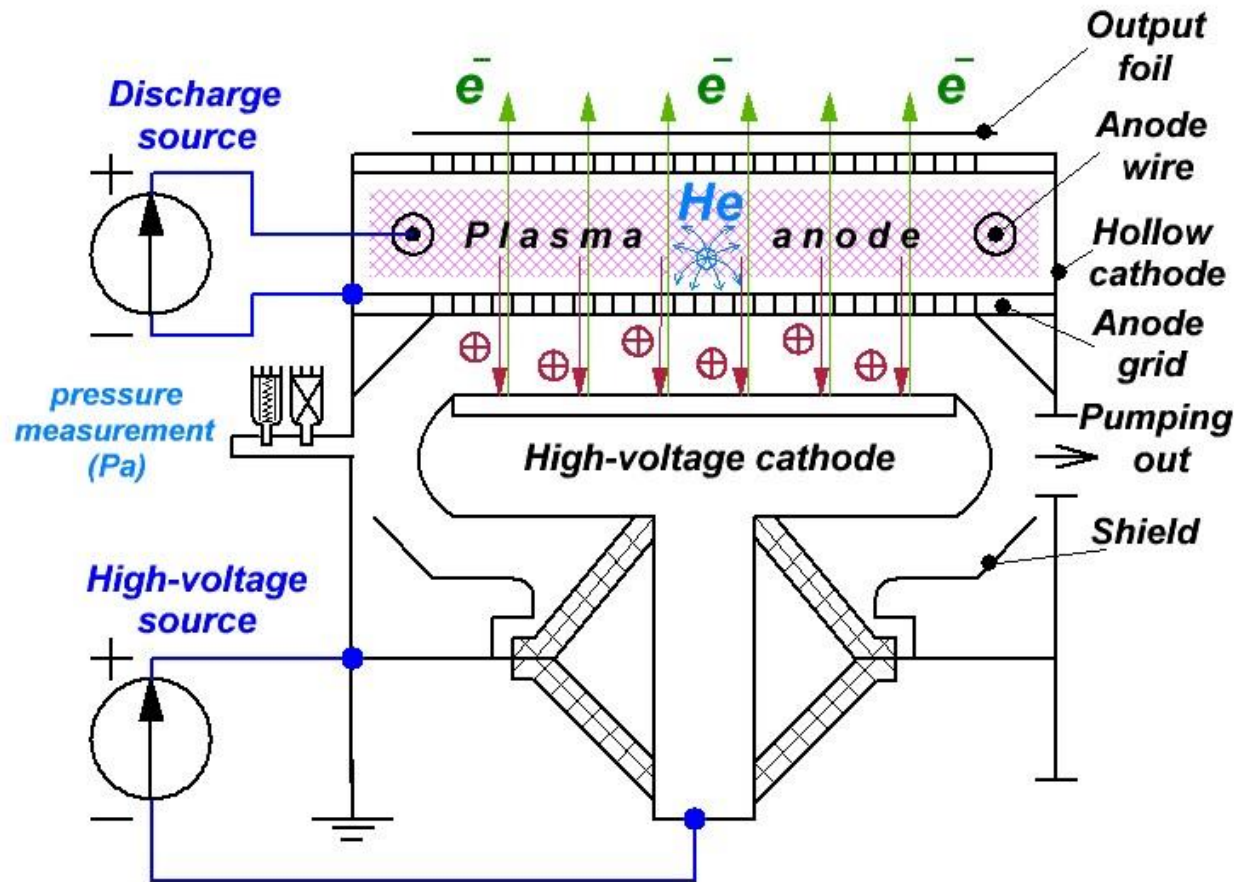 Output
foil
e⁻
e⁻
e⁻
Discharge
source
Anode
wire
+
He
Plasma anode
Hollow
cathode
−
Anode
grid
⊕ ⊕ ⊕ ⊕ ⊕ ⊕
pressure
measurement
(Pa)
Pumping
out
High-voltage cathode
Shield
High-voltage
source
+
−